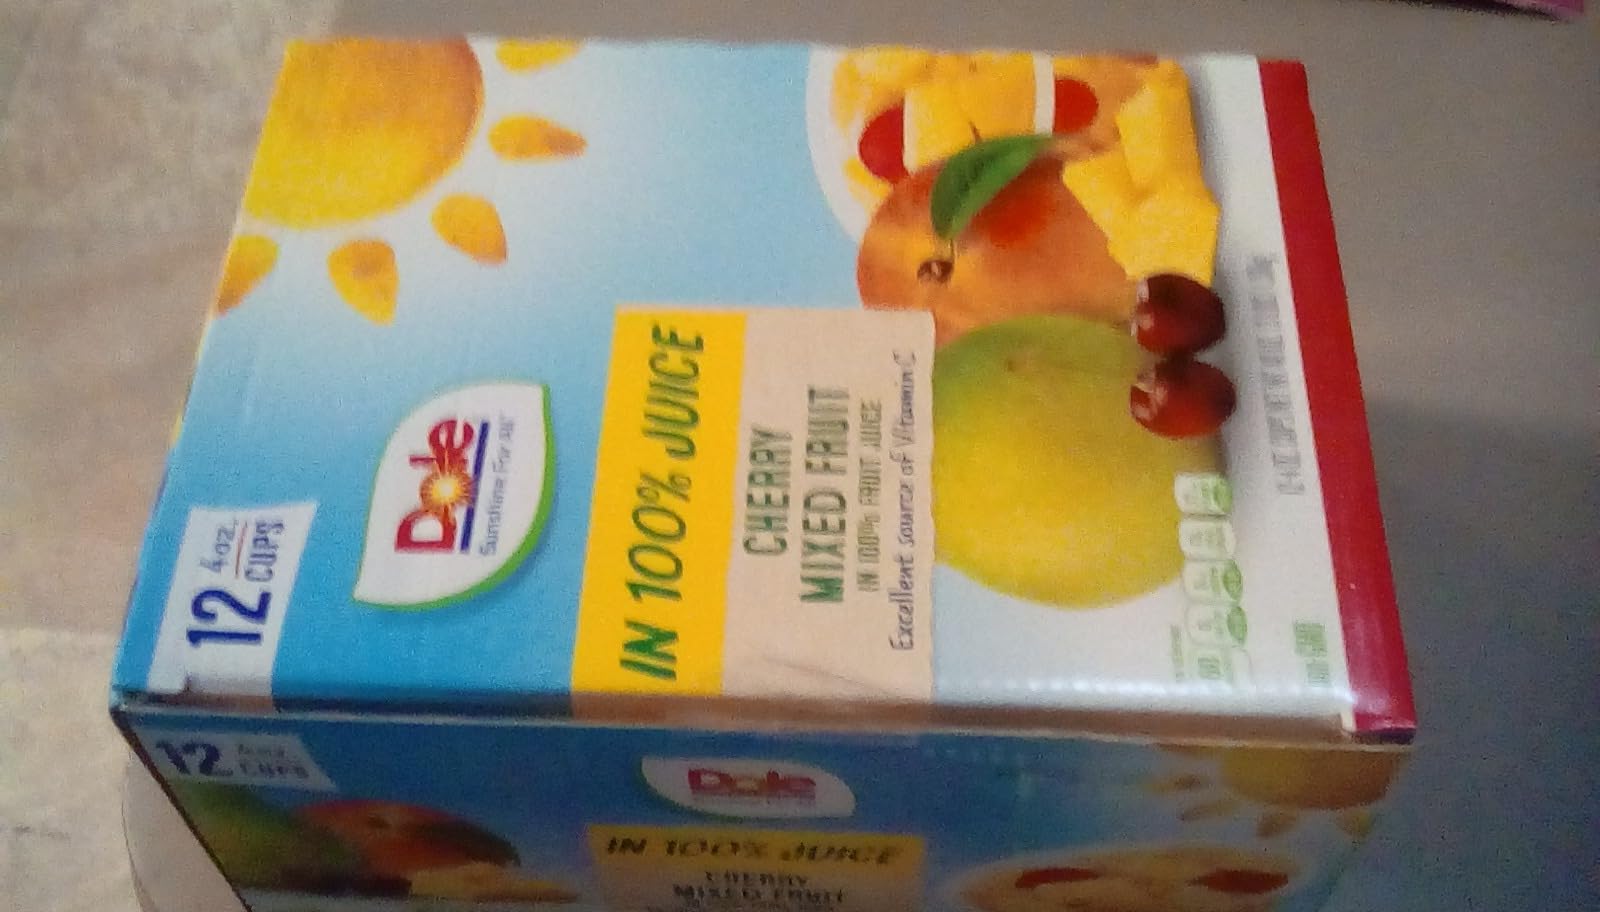 12 4oz.
CUPS
Dole
Sunshine For All
IN 100% JUICE
CHERRY
MIXED FRUIT
IN 100% FRUIT JUICE
Excellent source of Vitamin C
12
CUPS
Dole
IN 100% JUICE
CHERRY
MIXED FRUIT